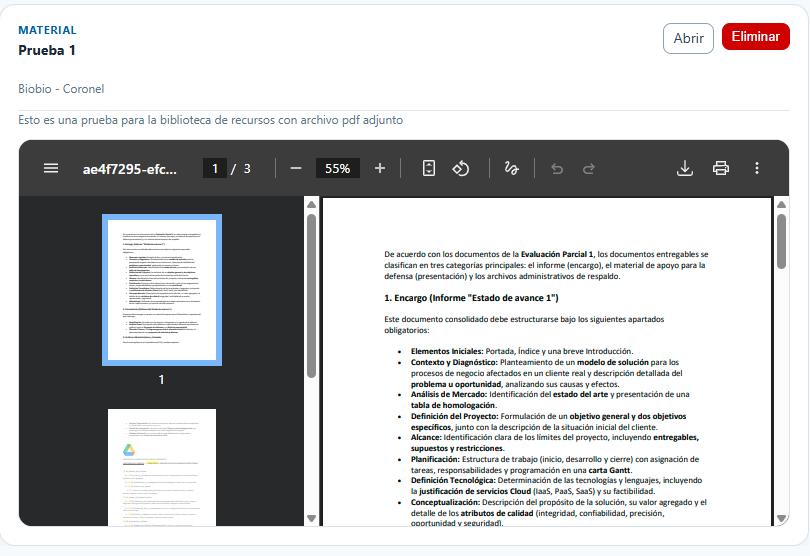 MATERIAL
Prueba 1
Abrir
Eliminar
Biobio - Coronel
Esto es una prueba para la biblioteca de recursos con archivo pdf adjunto
ae4f7295-efc...
1 / 3
55%
1
De acuerdo con los documentos de la Evaluación Parcial 1, los documentos entregables se
clasifican en tres categorías principales: el informe (encargo), el material de apoyo para la
defensa (presentación) y los archivos administrativos de respaldo.
1. Encargo (Informe "Estado de avance 1")
Este documento consolidado debe estructurarse bajo los siguientes apartados
obligatorios:
• Elementos Iniciales: Portada, Índice y una breve Introducción.
• Contexto y Diagnóstico: Planteamiento de un modelo de solución para los
procesos de negocio afectados en un cliente real y descripción detallada del
problema u oportunidad, analizando sus causas y efectos.
• Análisis de Mercado: Identificación del estado del arte y presentación de una
tabla de homologación.
• Definición del Proyecto: Formulación de un objetivo general y dos objetivos
específicos, junto con la descripción de la situación inicial del cliente.
• Alcance: Identificación clara de los límites del proyecto, incluyendo entregables,
supuestos y restricciones.
• Planificación: Estructura de trabajo (inicio, desarrollo y cierre) con asignación de
tareas, responsabilidades y programación en una carta Gantt.
• Definición Tecnológica: Determinación de las tecnologías y lenguajes, incluyendo
la justificación de servicios Cloud (IaaS, PaaS, SaaS) y su factibilidad.
• Conceptualización: Descripción del propósito de la solución, su valor agregado y el
detalle de los atributos de calidad (integridad, confiabilidad, precisión,
oportunidad y seguridad).